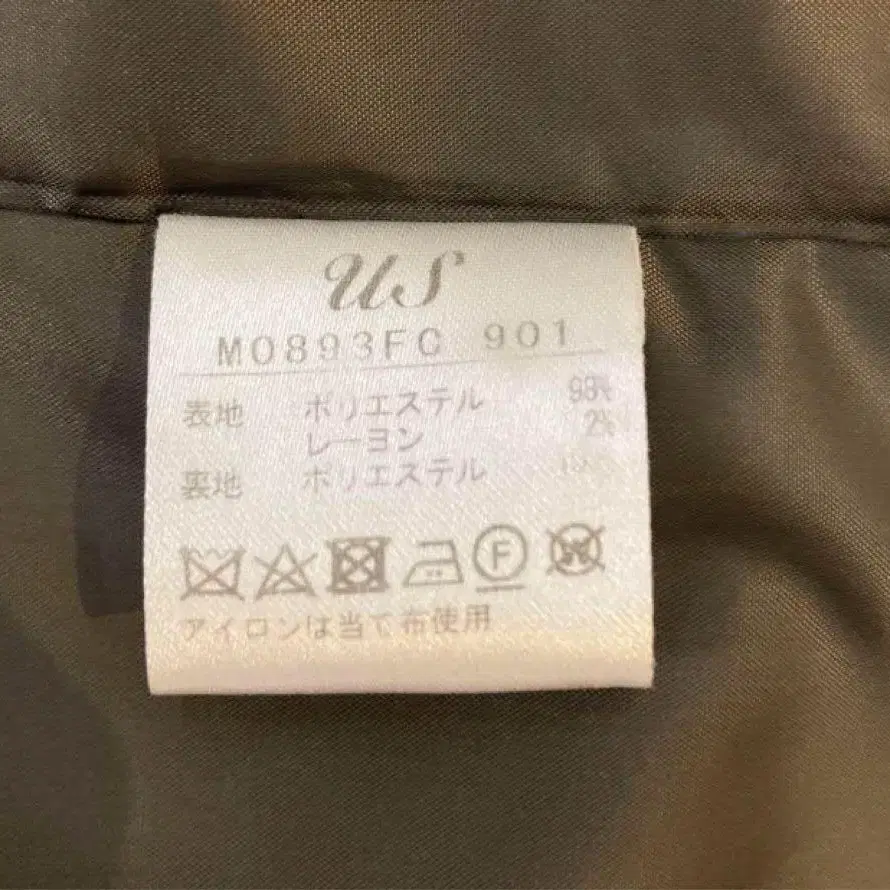 US
M0893FC 901
表地 ポリエステル 98%
レーヨン 2%
裏地 ポリエステル
F
W
アイロンは当て布使用